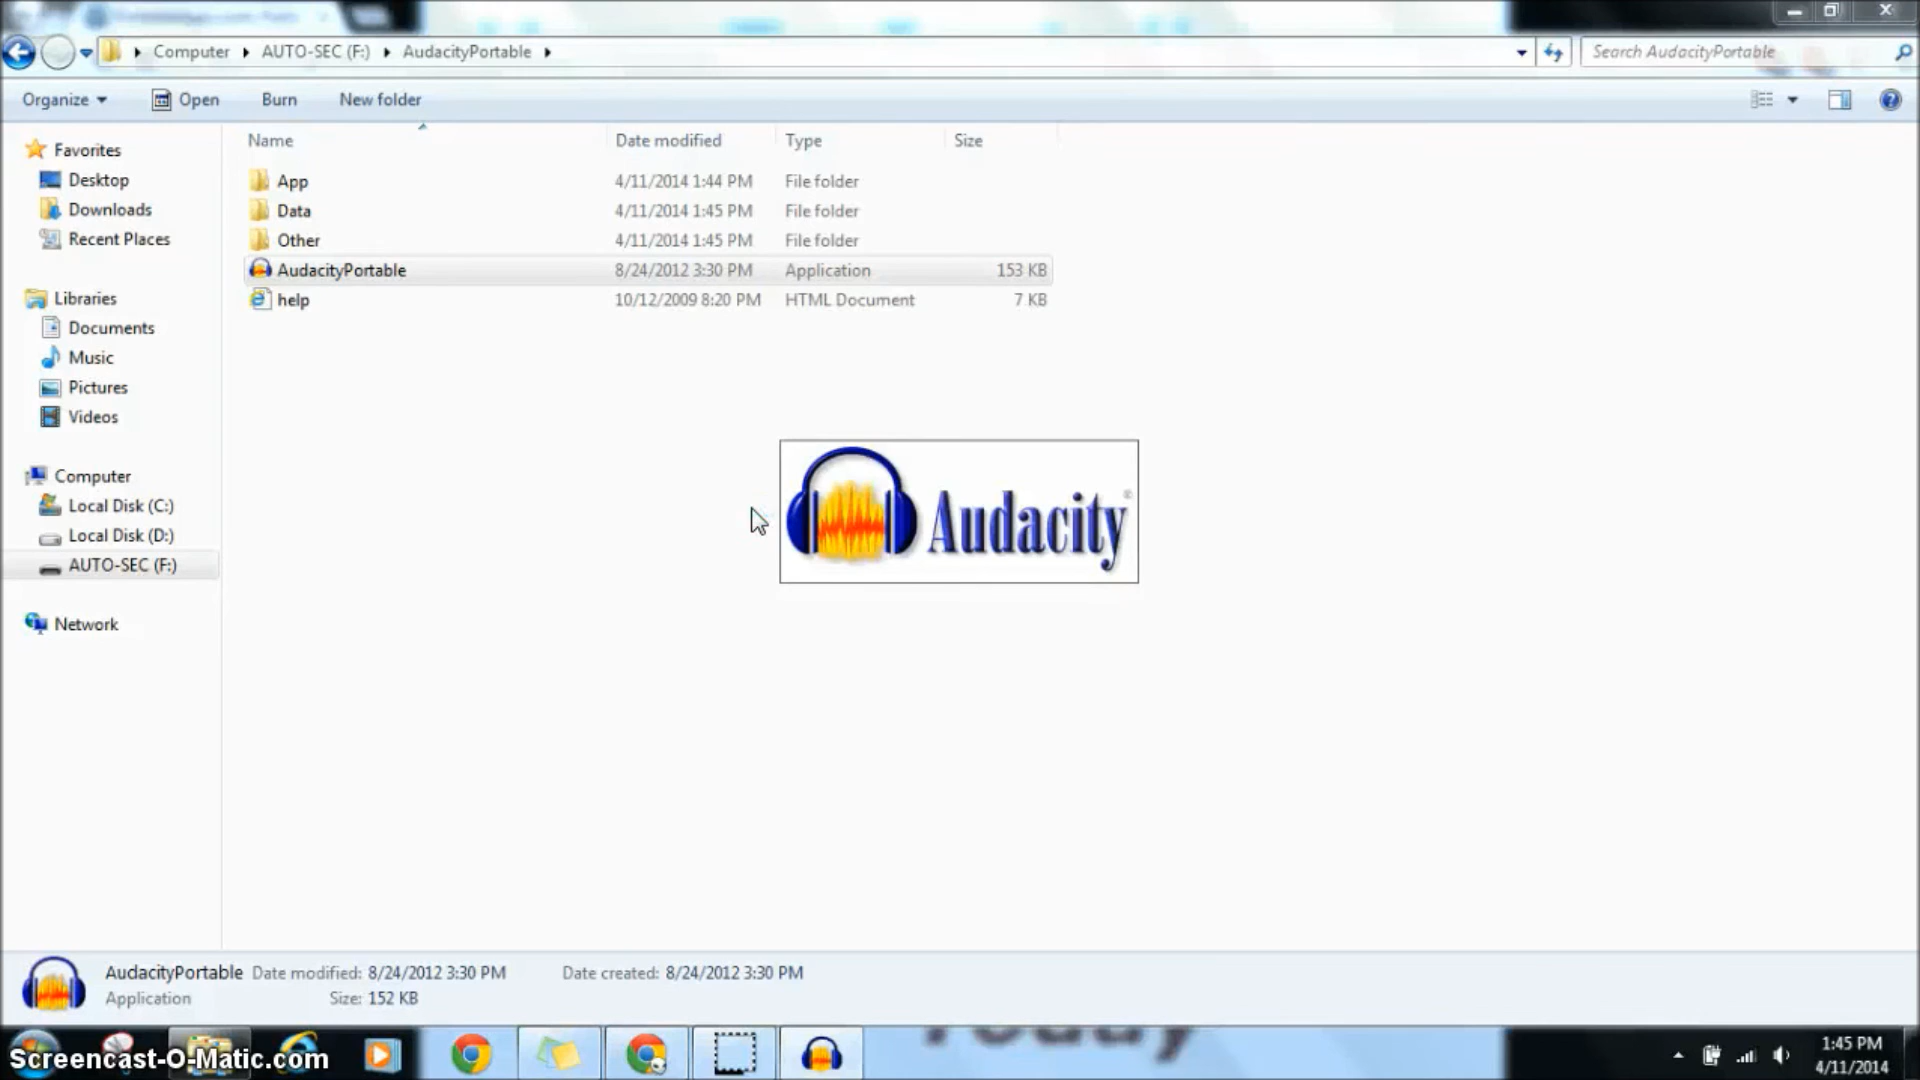 Computer AUTO-SEC (F:) AudacityPortable
Search AudacityPortable
Organize Open Burn New folder
Name Date modified Type Size
Favorites
Desktop
Downloads
Recent Places
Libraries
Documents
Music
Pictures
Videos
Computer
Local Disk (C:)
Local Disk (D:)
AUTO-SEC (F:)
Network
App 4/11/2014 1:44 PM File folder
Data 4/11/2014 1:45 PM File folder
Other 4/11/2014 1:45 PM File folder
AudacityPortable 8/24/2012 3:30 PM Application 153 KB
help 10/12/2009 8:20 PM HTML Document 7 KB
Audacity®
AudacityPortable Date modified: 8/24/2012 3:30 PM Date created: 8/24/2012 3:30 PM
Application Size: 152 KB
Screencast-O-Matic.com
Today
1:45 PM
4/11/2014